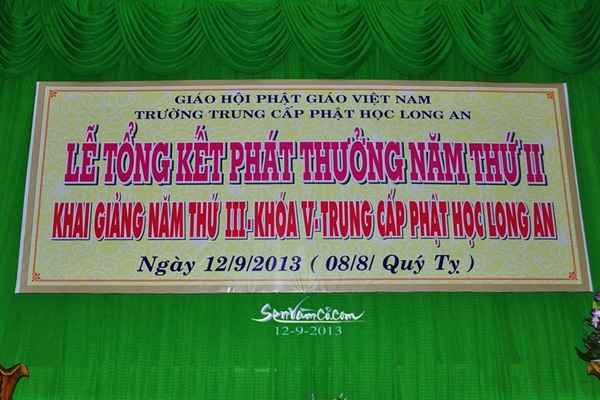 GIÁO HỘI PHẬT GIÁO VIỆT NAM
TRƯỜNG TRUNG CẤP PHẬT HỌC LONG AN
LỄ TỔNG KẾT PHÁT THƯỞNG NĂM THỨ II
KHAI GIẢNG NĂM THỨ III - KHÓA V - TRUNG CẤP PHẬT HỌC LONG AN
Ngày 12/9/2013 ( 08/8/ Quý Tỵ )
SenVàmCỏ.com
12-9-2013